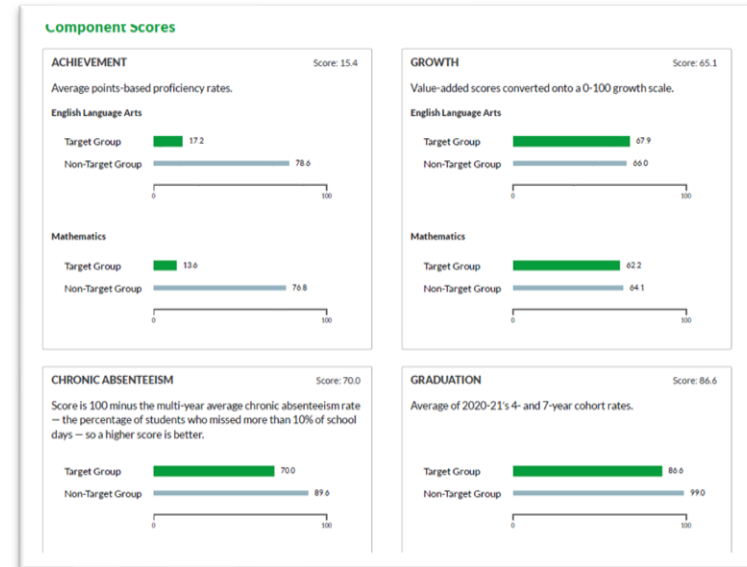 Component Scores
ACHIEVEMENT Score: 15.4
Average points-based proficiency rates.
English Language Arts
Target Group 17.2
Non-Target Group 78.6
0 100
Mathematics
Target Group 13.6
Non-Target Group 76.8
0 100
GROWTH Score: 65.1
Value-added scores converted onto a 0-100 growth scale.
English Language Arts
Target Group 67.9
Non-Target Group 66.0
0 100
Mathematics
Target Group 62.2
Non-Target Group 64.1
0 100
CHRONIC ABSENTEEISM Score: 70.0
Score is 100 minus the multi-year average chronic absenteeism rate
— the percentage of students who missed more than 10% of school
days — so a higher score is better.
Target Group 70.0
Non-Target Group 89.6
0 100
GRADUATION Score: 86.6
Average of 2020-21's 4- and 7-year cohort rates.
Target Group 86.6
Non-Target Group 99.0
0 100